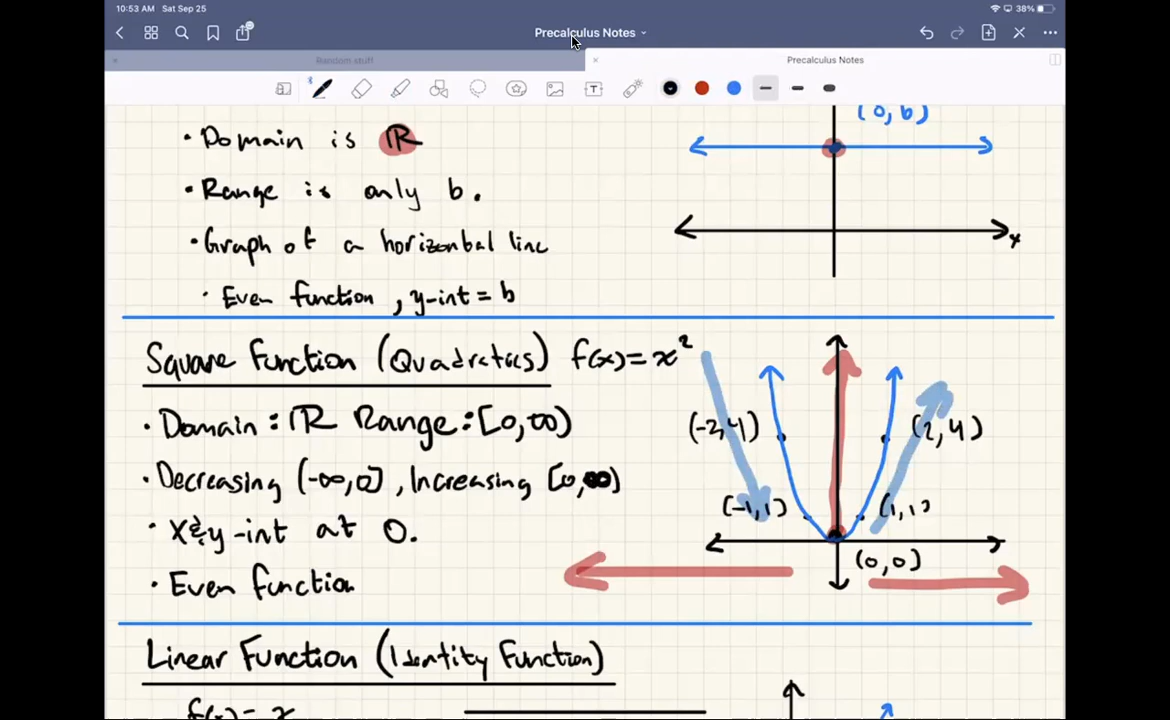 10:53 AM Sat Sep 25
38%
Precalculus Notes
Random stuff
Precalculus Notes
T
(0, b)
• Domain is ℝ
• Range is only b.
• Graph of a horizontal line
x
• Even function, y-int = b
Square Function (Quadratics) f(x) = x²
• Domain: ℝ Range: [0,∞)
(-2,4)
(2,4)
• Decreasing (-∞,0], Increasing [0,∞)
(-1,1)
(1,1)
• X & y-int at 0.
(0,0)
• Even function
Linear Function (Identity Function)
f(x) = x